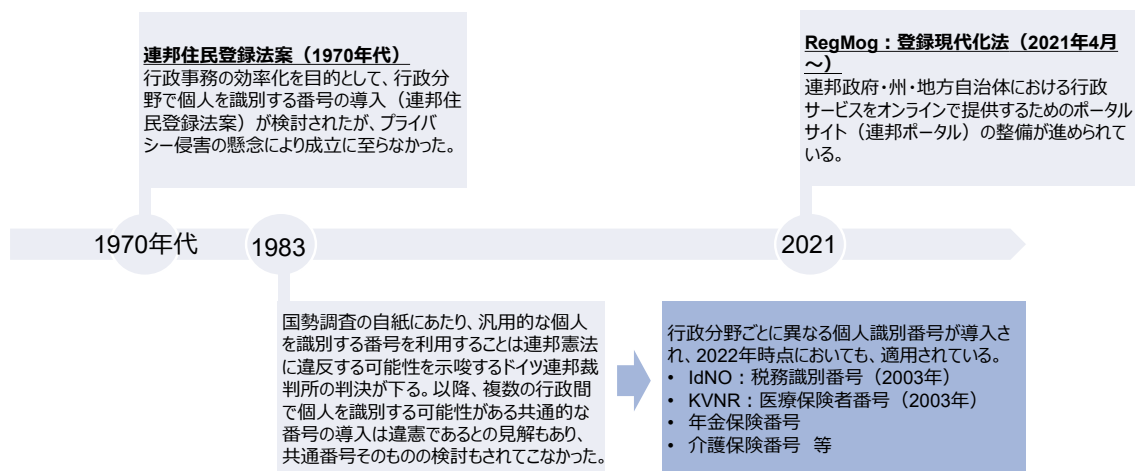 連邦住民登録法案（1970年代）
行政事務の効率化を目的として、行政分
野で個人を識別する番号の導入（連邦住
民登録法案）が検討されたが、プライバ
シー侵害の懸念により成立に至らなかった。
RegMog：登録現代化法（2021年4月
～）
連邦政府・州・地方自治体における行政
サービスをオンラインで提供するためのポータル
サイト（連邦ポータル）の整備が進められて
いる。
1970年代
1983
2021
国勢調査の自紙にあたり、汎用的な個人
を識別する番号を利用することは連邦憲法
に違反する可能性を示唆するドイツ連邦裁
判所の判決が下る。以降、複数の行政間
で個人を識別する可能性がある共通的な
番号の導入は違憲であるとの見解もあり、
共通番号そのものの検討もされてこなかった。
行政分野ごとに異なる個人識別番号が導入さ
れ、2022年時点においても、適用されている。
• IdNO：税務識別番号（2003年）
• KVNR：医療保険者番号（2003年）
• 年金保険番号
• 介護保険番号 等